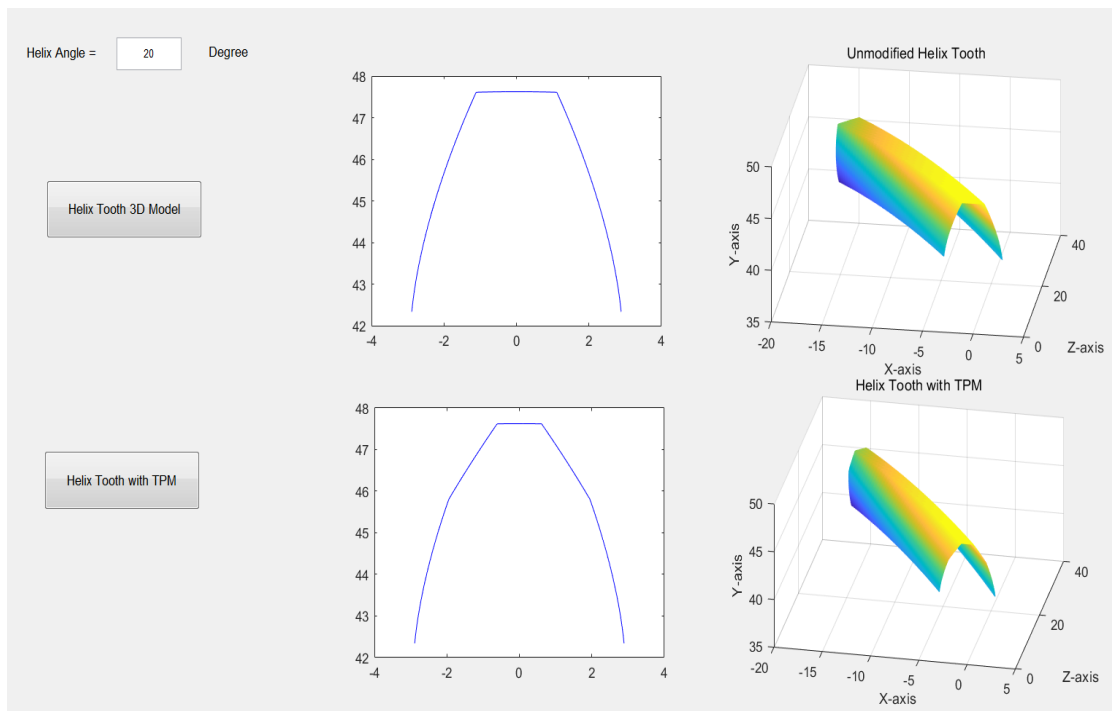 Helix Angle = 20 Degree
Helix Tooth 3D Model
48
47
46
45
44
43
42
-4 -2 0 2 4
Unmodified Helix Tooth
50
45
40
35
Y-axis
-20 -15 -10 -5 0 5
X-axis
0 20 40
Z-axis
Helix Tooth with TPM
48
47
46
45
44
43
42
-4 -2 0 2 4
Helix Tooth with TPM
50
45
40
35
Y-axis
-20 -15 -10 -5 0 5
X-axis
0 20 40
Z-axis